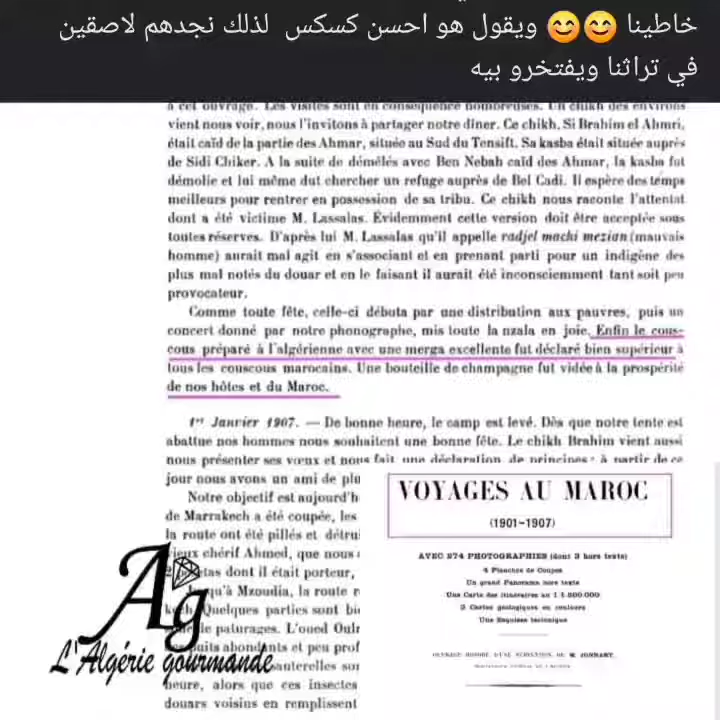 خاطينا 😊😊 ويقول هو احسن كسكس لذلك نجدهم لاصقين
في تراثنا ويفتخرو بيه
à cet ouvrage. Les visites sont en conséquence nombreuses. Un chikh des environs
vient nous voir, nous l'invitons à partager notre dîner. Ce chikh, Si Brahim el Ahmri,
était caïd de la partie des Ahmar, située au Sud du Tensift. Sa kasba était située auprès
de Sidi Chiker. A la suite de démêlés avec Ben Nebah caïd des Ahmar, la kasba fut
démolie et lui même dut chercher un refuge auprès de Bel Cadi. Il espère des temps
meilleurs pour rentrer en possession de sa tribu. Ce chikh nous raconte l'attentat
dont a été victime M. Lassalas. Évidemment cette version doit être acceptée sous
toutes réserves. D'après lui M. Lassalas qu'il appelle radjel machi mezian (mauvais
homme) aurait mal agit en s'associant et en prenant parti pour un indigène des
plus mal notés du douar et en le faisant il aurait été inconsciemment tant soit peu
provocateur.
Comme toute fête, celle-ci débuta par une distribution aux pauvres, puis un
concert donné par notre phonographe, mis toute la nzala en joie. Enfin le cous-
cous préparé à l'algérienne avec une merga excellente fut déclaré bien supérieur à
tous les couscous marocains. Une bouteille de champagne fut vidée à la prospérité
de nos hôtes et du Maroc.
1er Janvier 1907. — De bonne heure, le camp est levé. Dès que notre tente est
abattue nos hommes nous souhaitent une bonne fête. Le chikh Brahim vient aussi
nous présenter ses vœux et nous fait une déclaration de principes : à partir de ce
jour nous avons un ami de plu
Notre objectif est aujourd'h
de Marrakech a été coupée, les
la route ont été pillés et détrui
vieux chérif Ahmed, que nous
tas dont il était porteur,
qu'à Mzoudia, la route r
Quelques parties sont bi
de paturages. L'oued Oulr
puits abondants et peu prof
sauterelles sur
heure, alors que ces insectes
douars voisins en remplissent
VOYAGES AU MAROC
(1901-1907)
AVEC 274 PHOTOGRAPHIES (dont 3 hors texte)
4 Planches de Coupes
Un grand Panorama hors texte
Une Carte des itinéraires au
2 Cartes géologiques en couleurs
Une Esquisse tectonique
OUVRAGE HONORÉ D'UNE DE M. JONNART
Ag
L'Algérie gourmande